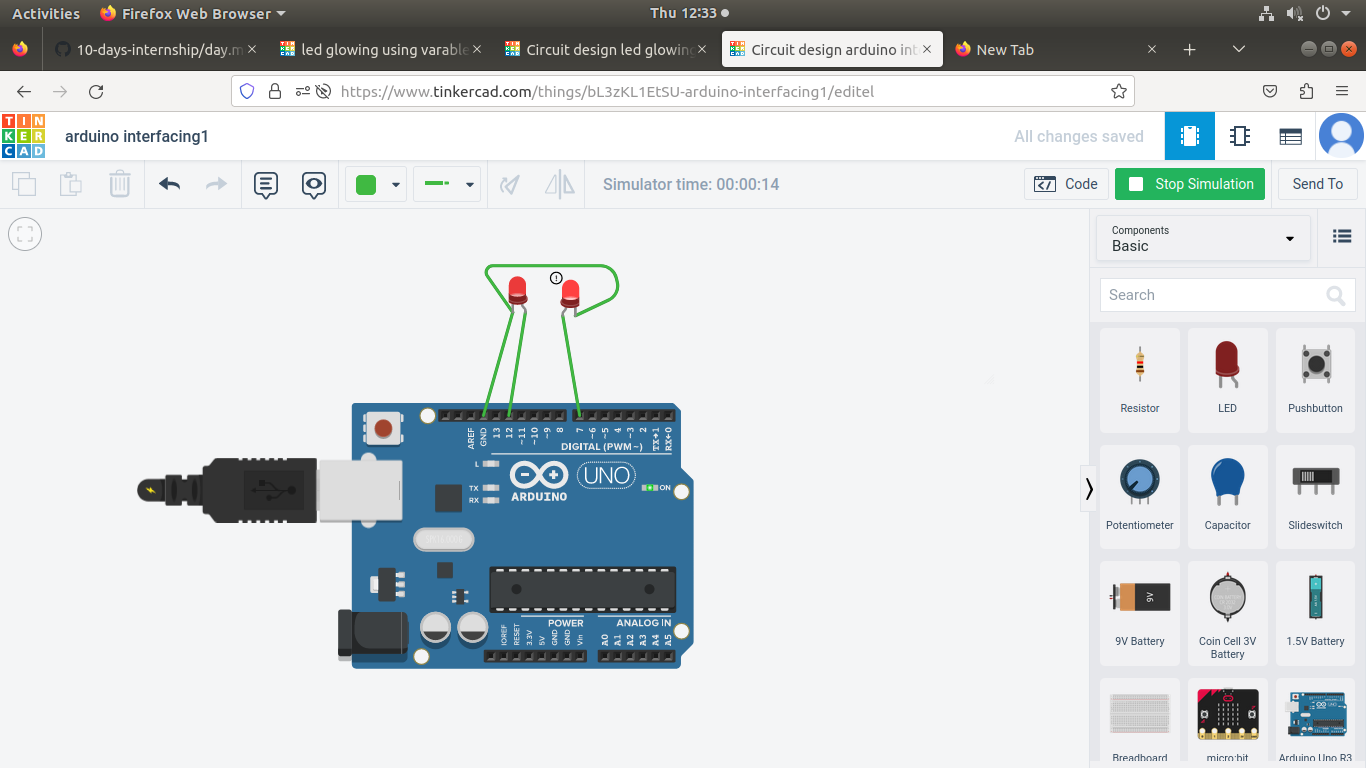 Activities Firefox Web Browser Thu 12:33
10-days-internship/day.m led glowing using varable Circuit design led glowing Circuit design arduino int New Tab
https://www.tinkercad.com/things/bL3zKL1EtSU-arduino-interfacing1/editel
TIN
KER
CAD
arduino interfacing1 All changes saved
Simulator time: 00:00:14 Code Stop Simulation Send To
Components
Basic
Search
Resistor LED Pushbutton
Potentiometer Capacitor Slideswitch
9V
9V Battery Coin Cell 3V Battery 1.5V Battery
Breadboard micro:bit Arduino Uno R3
AREF GND 13 12 ~11 ~10 ~9 8 7 ~6 ~5 4 ~3 2 TX→1 RX←0
DIGITAL (PWM~)
L
TX
RX
ARDUINO
UNO
ON
POWER ANALOG IN
IOREF RESET 3.3V 5V GND GND Vin A0 A1 A2 A3 A4 A5